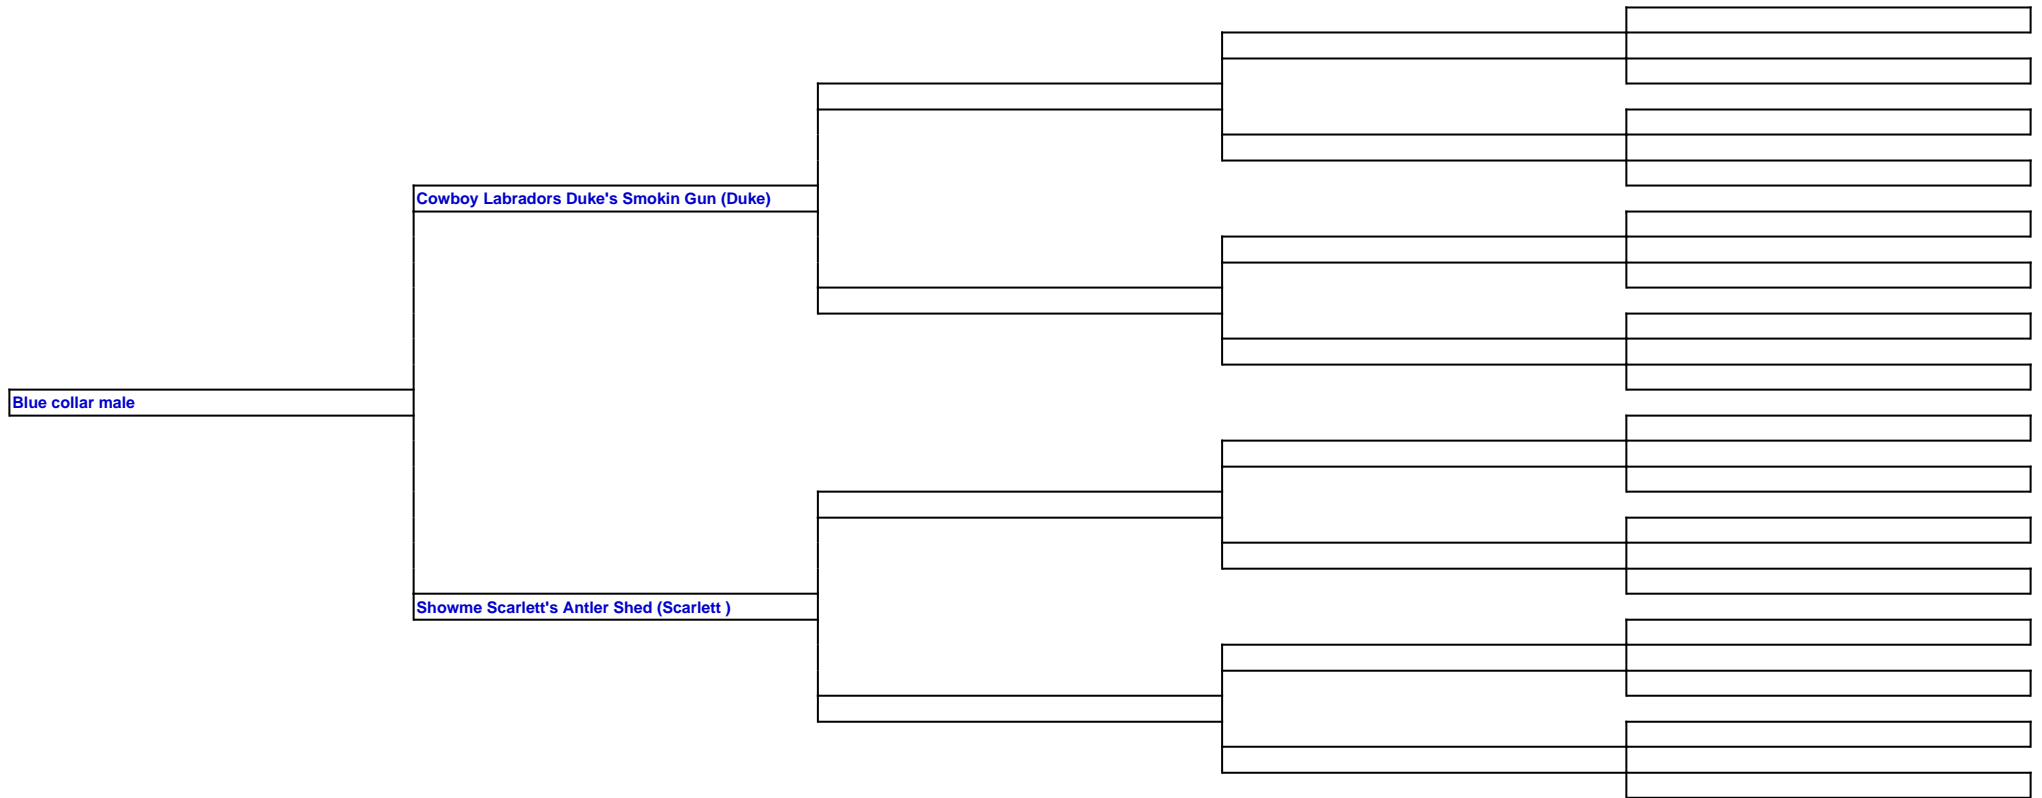 Cowboy Labradors Duke's Smokin Gun (Duke)
Blue collar male
Showme Scarlett's Antler Shed (Scarlett )